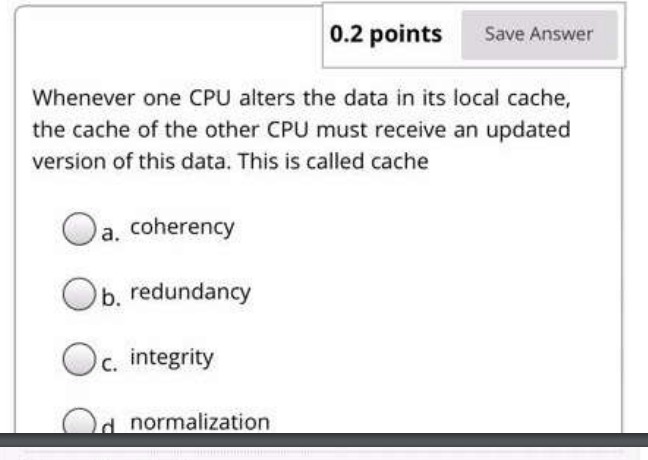 0.2 points Save Answer
Whenever one CPU alters the data in its local cache,
the cache of the other CPU must receive an updated
version of this data. This is called cache
a. coherency
b. redundancy
c. integrity
d normalization